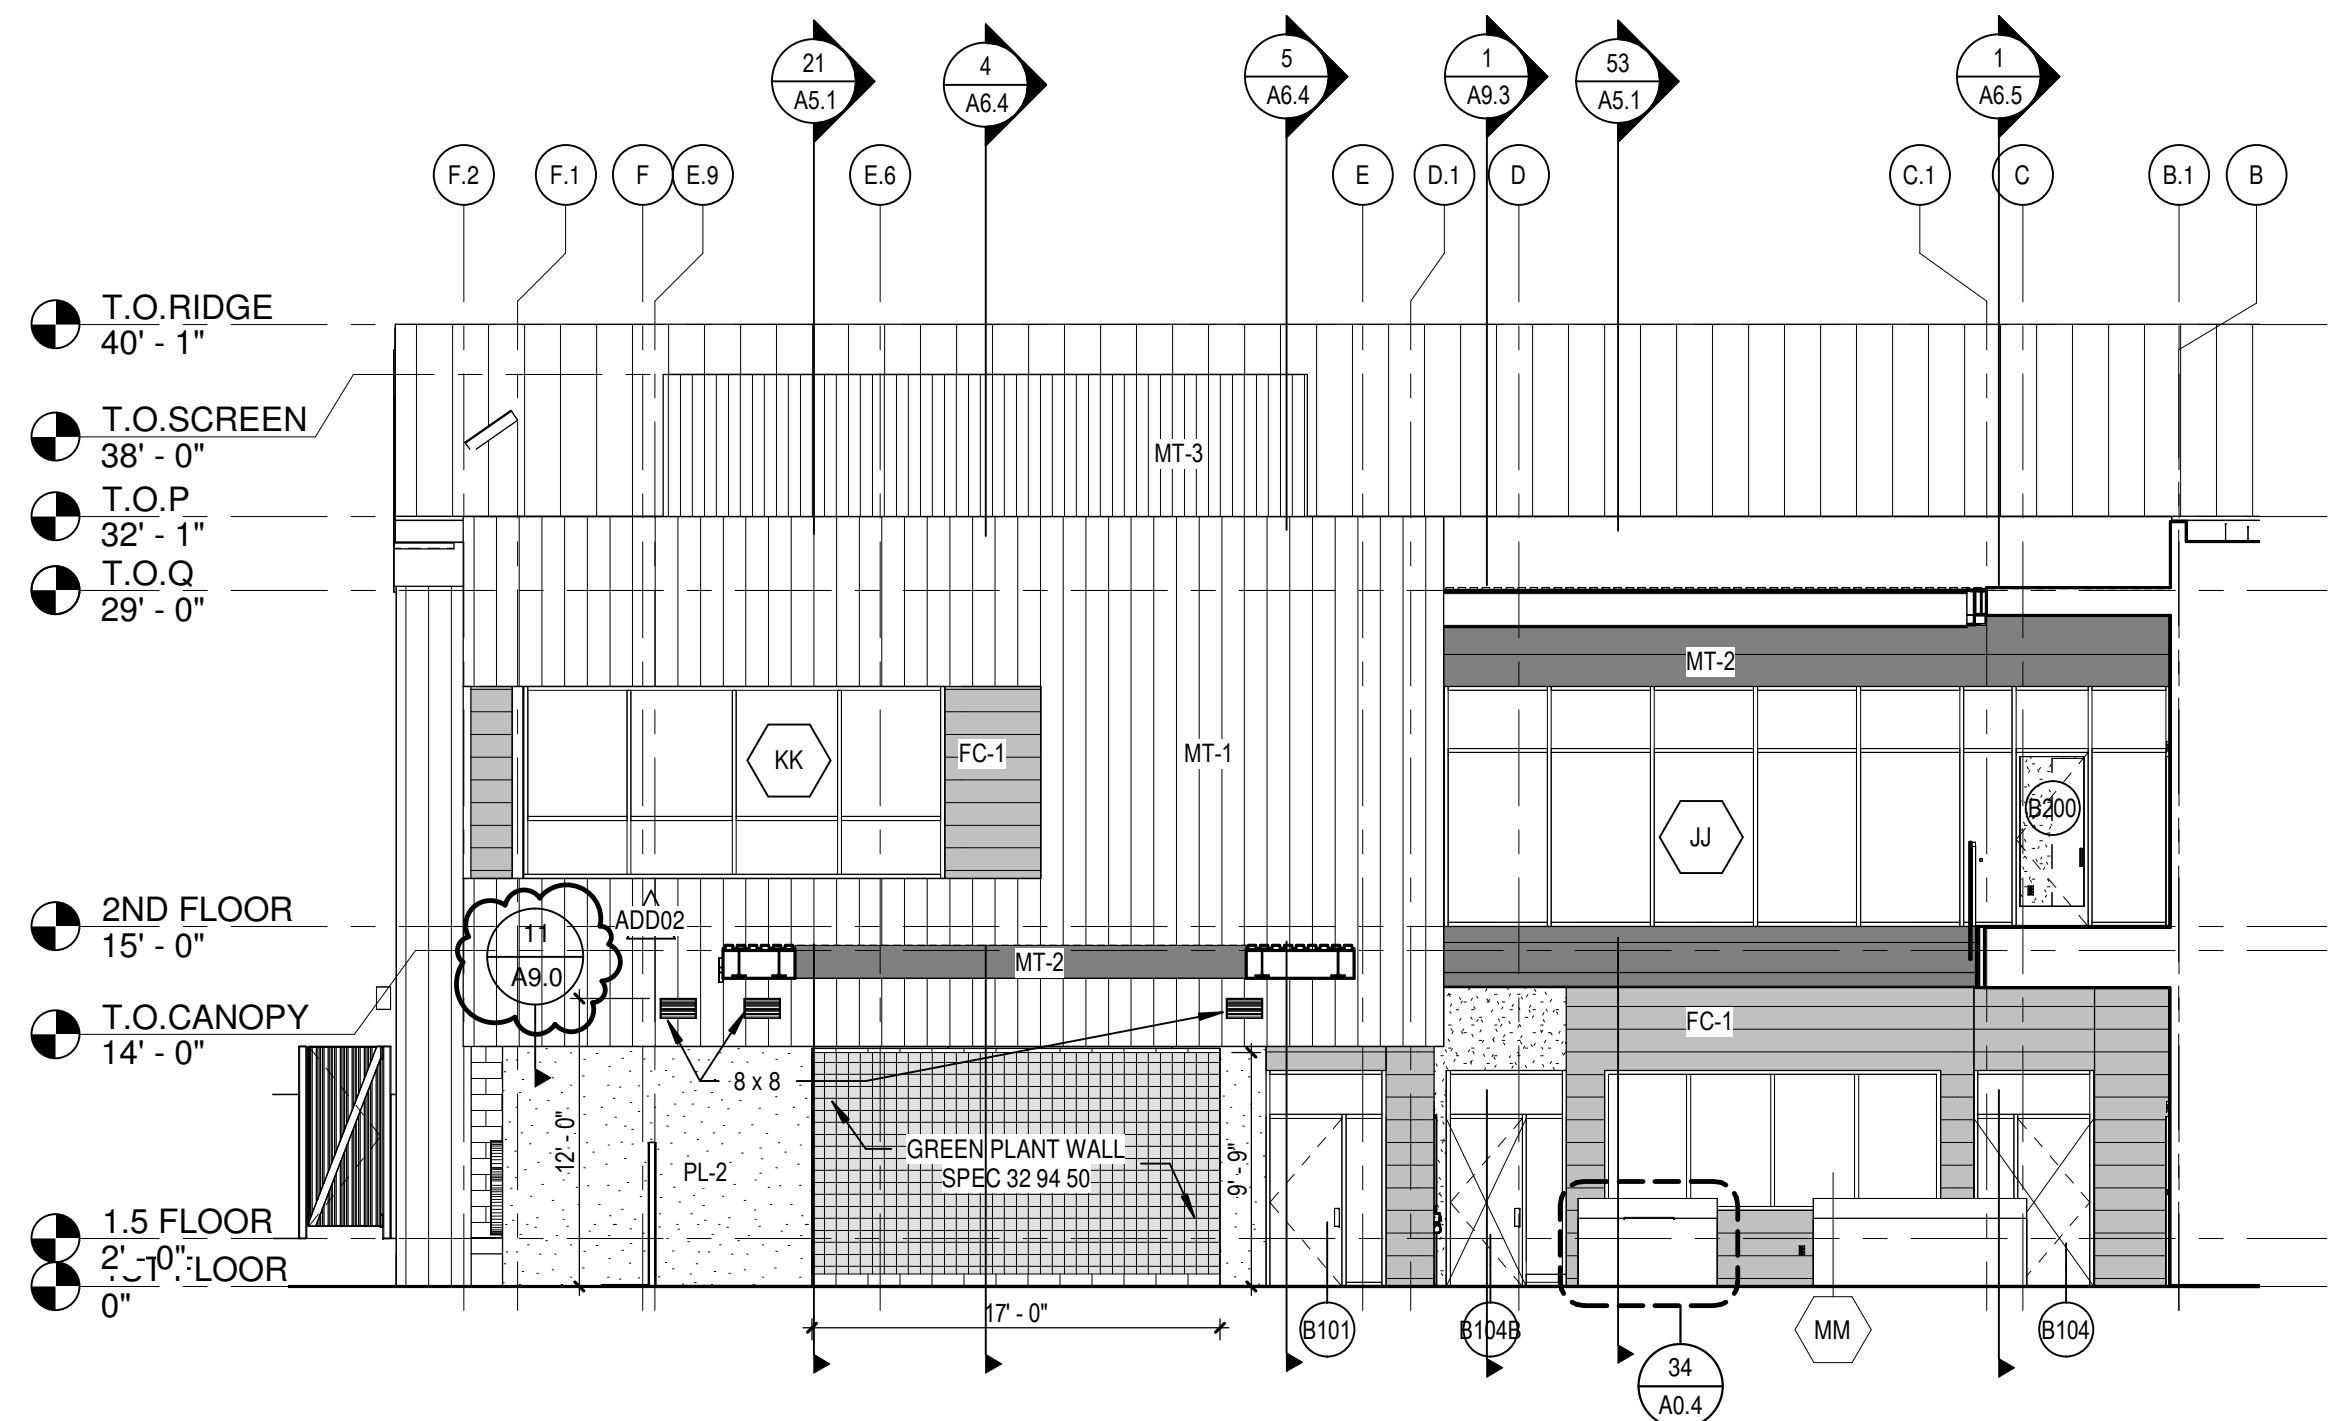 21
A5.1
4
A6.4
5
A6.4
1
A9.3
53
A5.1
1
A6.5
F.2
F.1
F
E.9
E.6
E
D.1
D
C.1
C
B.1
B
T.O.RIDGE
40' - 1"
T.O.SCREEN
38' - 0"
MT-3
T.O.P
32' - 1"
T.O.Q
29' - 0"
MT-2
KK
FC-1
MT-1
JJ
B200
2ND FLOOR
15' - 0"
11
A9.0
ADD02
MT-2
T.O.CANOPY
14' - 0"
FC-1
8 x 8
12' - 0"
PL-2
GREEN PLANT WALL
SPEC 32 94 50
9' - 9"
1.5 FLOOR
2' - 0"
FLOOR
0"
17' - 0"
B101
B104B
MM
B104
34
A0.4